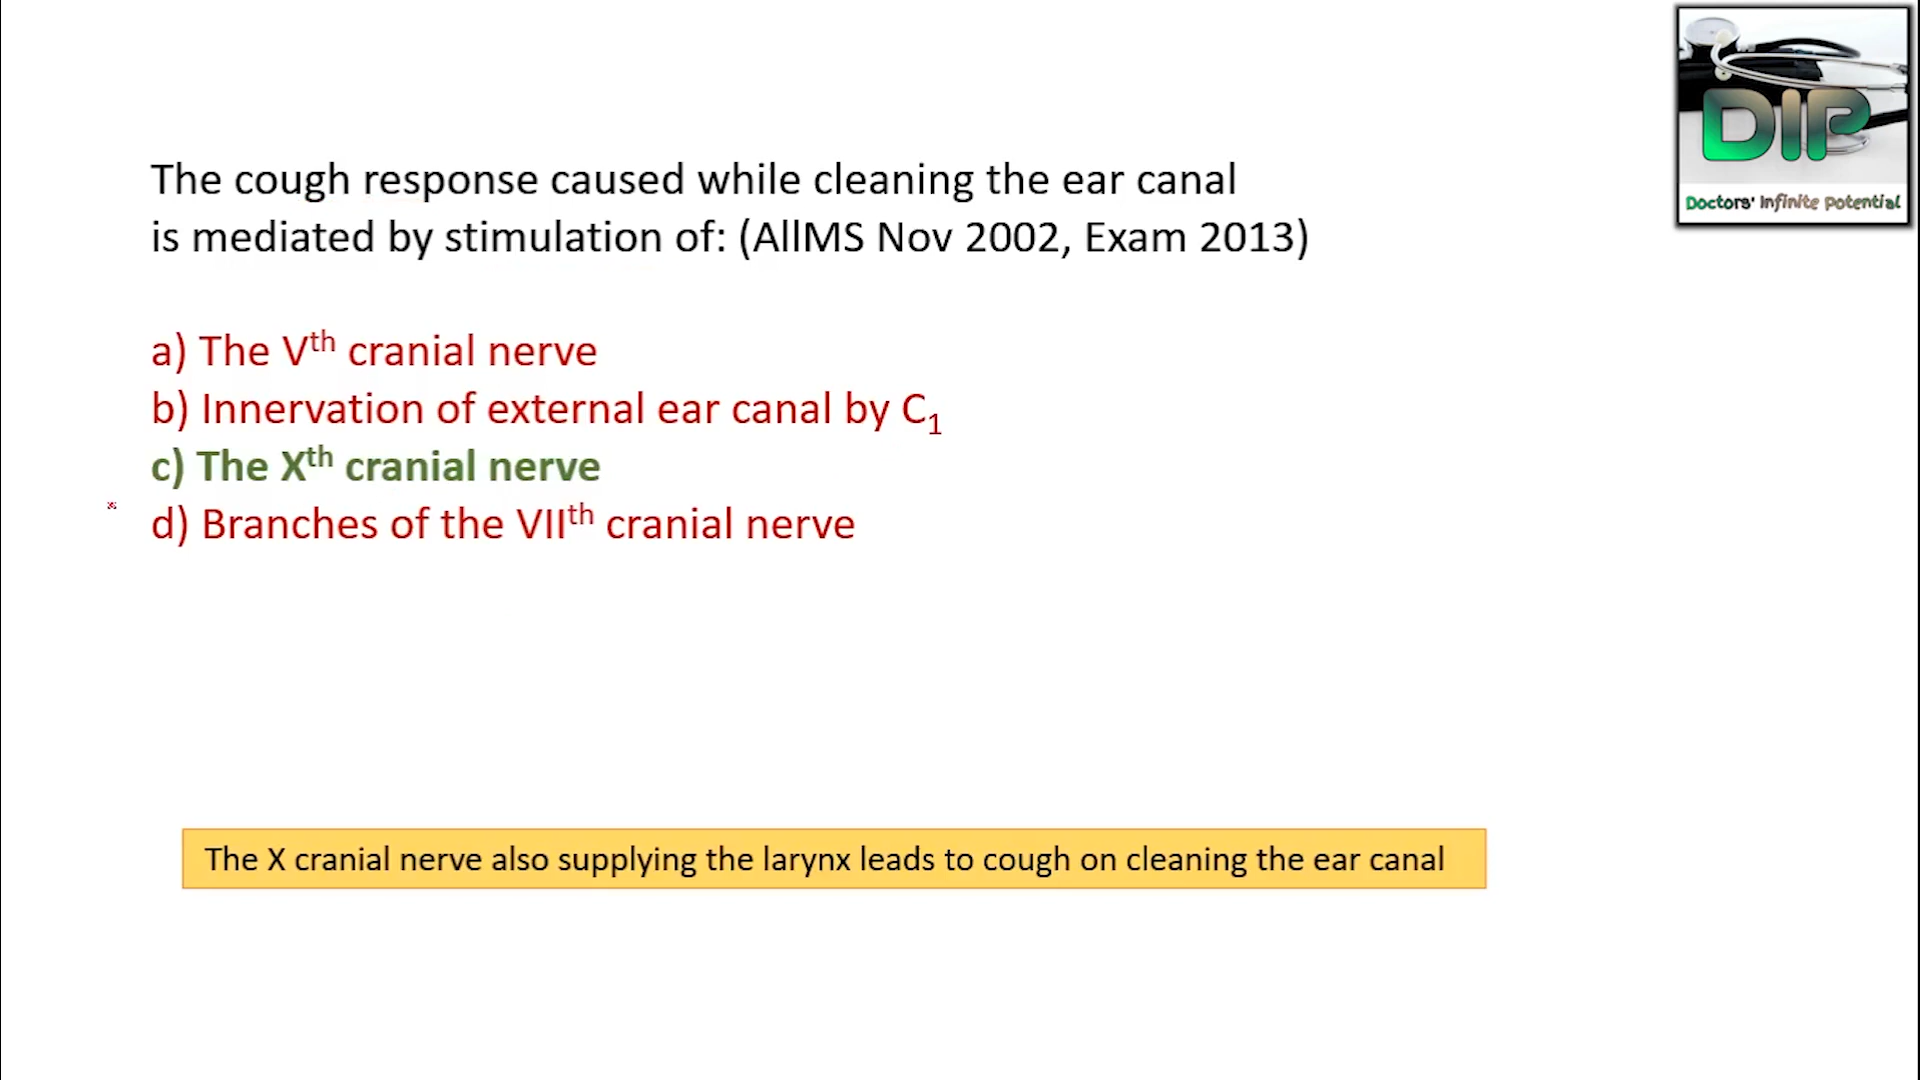 DIP
Doctors' Infinite Potential
The cough response caused while cleaning the ear canal
is mediated by stimulation of: (AllMS Nov 2002, Exam 2013)
a) The Vth cranial nerve
b) Innervation of external ear canal by C1
c) The Xth cranial nerve
d) Branches of the VIIth cranial nerve
The X cranial nerve also supplying the larynx leads to cough on cleaning the ear canal